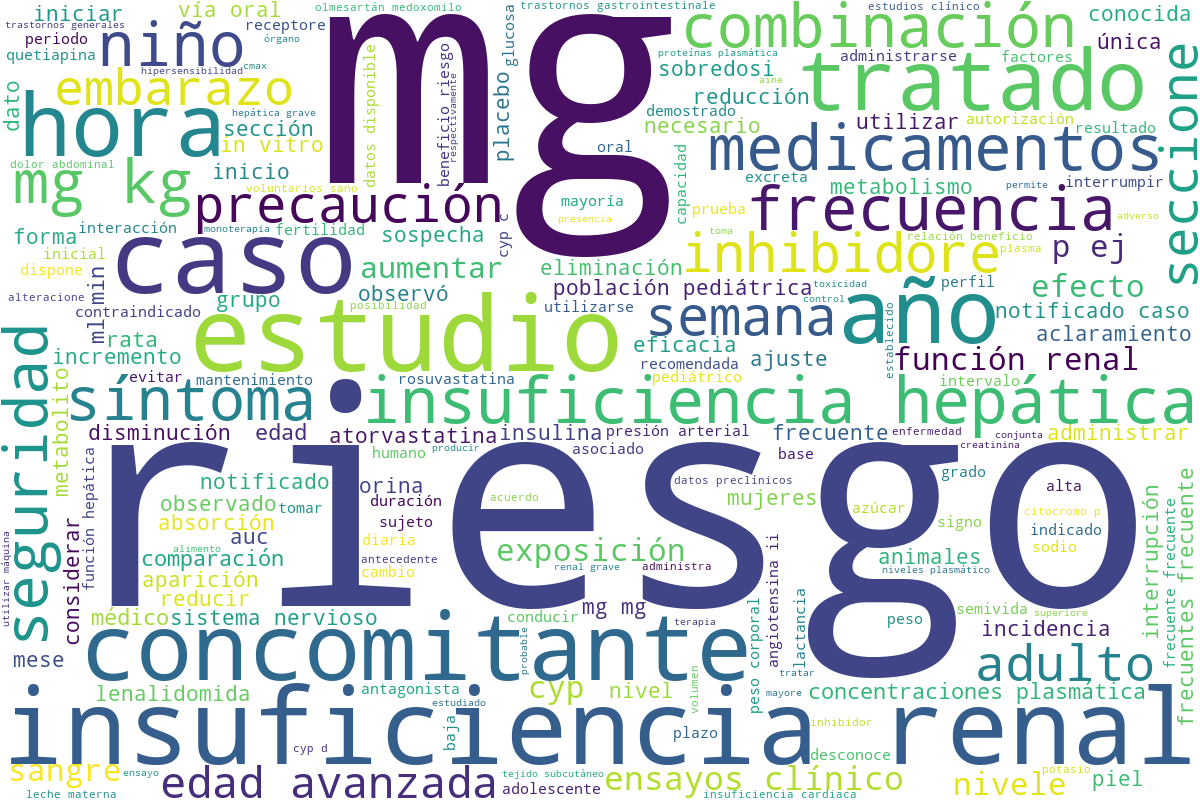 iniciar
vía oral
olmesartán medoxomilo
trastornos gastrointestinale
estudios clínico
conocida
trastornos generales
niño
receptore
mg
glucosa
combinación
única
periodo
órgano
proteínas plasmática
administrarse
factores
quetiapina
hipersensibilidad
cmax
aine
sobredosi
tratado
embarazo
datos disponible
beneficio riesgo
respectivamente
placebo
reducción
dato
hora
hepática grave
demostrado
utilizar
autorización
seccione
sección
necesario
resultado
in vitro
oral
medicamentos
dolor abdominal
inicio
capacidad
excreta
mg kg
voluntarios sano
metabolismo
permite
interrumpir
precaución
mayoría
prueba
frecuencia
adverso
interacción
monoterapia
fertilidad
cyp c
presencia
forma
sospecha
toma
relación beneficio
inicial
caso
inhibidore
plasma
p ej
dispone
aumentar
eliminación
alteracione
ml min
grupo
observó
población pediátrica
toxicidad
perfil
efecto
contraindicado
posibilidad
utilizarse
control
semana
año
notificado caso
rata
estudio
establecido
aclaramiento
incremento
eficacia
ajuste
evitar
recomendada
función renal
seguridad
metabolito
mantenimiento
rosuvastatina
pediátrico
intervalo
síntoma
insuficiencia hepática
disminución
edad
atorvastatina
insulina
presión arterial
frecuente
enfermedad
conjunta
administrar
función hepática
humano
producir
asociado
base
creatinina
riesgo
notificado
orina
datos preclínicos
grado
alta
observado
tomar
duración
acuerdo
mujeres
azúcar
citocromo p
absorción
sujeto
signo
indicado
considerar
auc
diaria
sodio
interrupción
frecuente frecuente
frecuentes frecuente
utilizar máquina
alimento
comparación
antecedente
exposición
animales
aparición
cambio
renal grave
administra
angiotensina ii
niveles plasmático
reducir
mg mg
semivida
superiore
médico
sistema nervioso
conducir
terapia
lactancia
peso
incidencia
concomitante
probable
peso corporal
mese
tratar
adulto
lenalidomida
antagonista
cyp
nivel
volumen
mayore
concentraciones plasmática
estudiado
insuficiencia renal
baja
inhibidor
plazo
cyp d
desconoce
sangre
ensayo
edad avanzada
tejido subcutáneo
ensayos clínico
nivele
potasio
piel
leche materna
adolescente
insuficiencia cardiaca